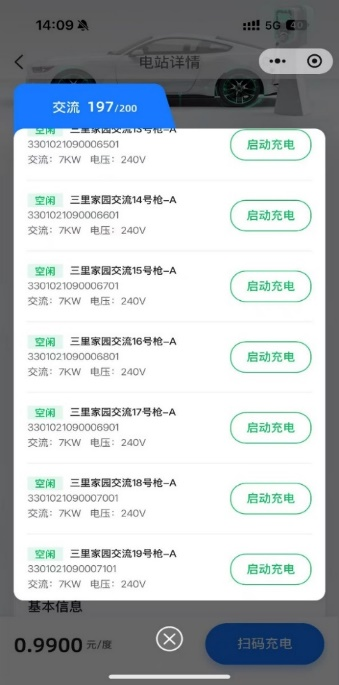 14:09
5G 40
电站详情
交流 197/200
空闲 三里家园交流13号枪-A
3301021090006501
交流：7KW 电压：240V
启动充电
空闲 三里家园交流14号枪-A
3301021090006601
交流：7KW 电压：240V
启动充电
空闲 三里家园交流15号枪-A
3301021090006701
交流：7KW 电压：240V
启动充电
空闲 三里家园交流16号枪-A
3301021090006801
交流：7KW 电压：240V
启动充电
空闲 三里家园交流17号枪-A
3301021090006901
交流：7KW 电压：240V
启动充电
空闲 三里家园交流18号枪-A
3301021090007001
交流：7KW 电压：240V
启动充电
空闲 三里家园交流19号枪-A
3301021090007101
交流：7KW 电压：240V
启动充电
基本信息
0.9900 元/度
扫码充电